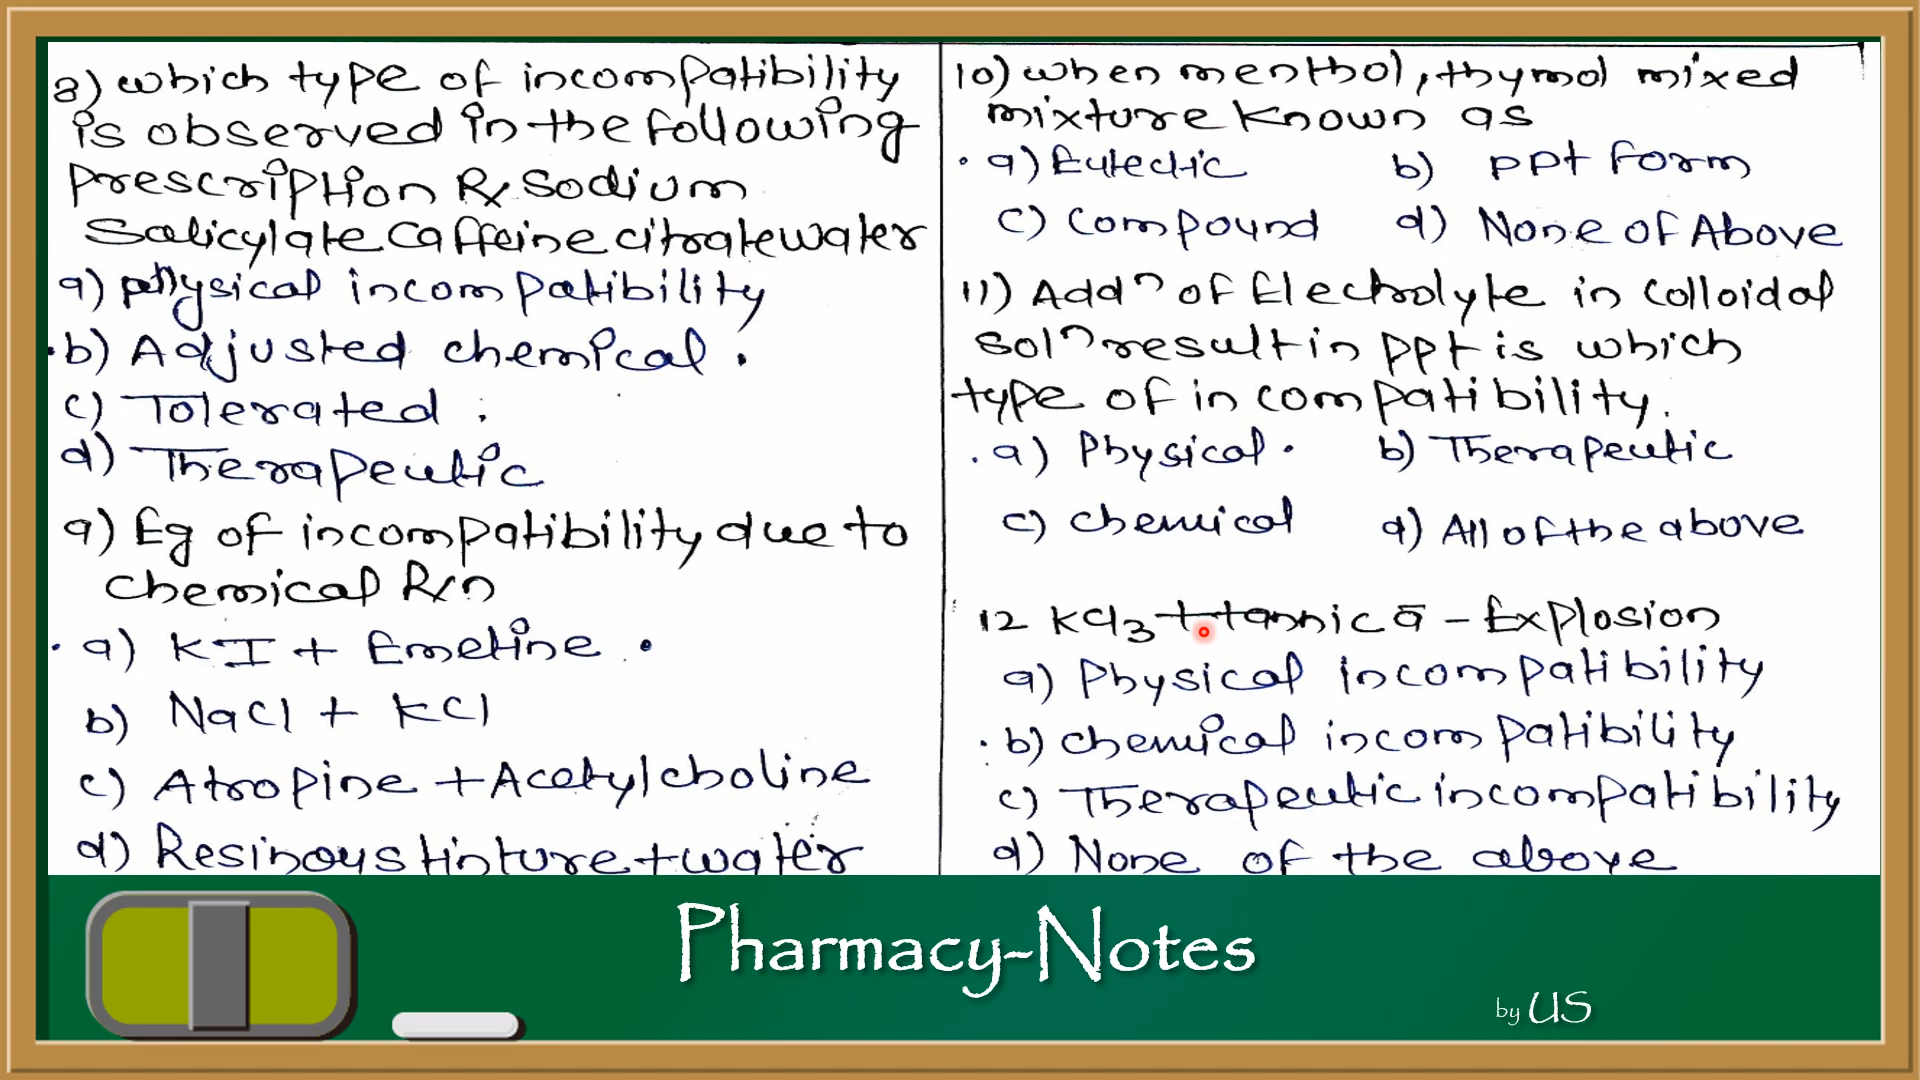 8) which type of incompatibility
is observed in the following
prescription Rx Sodium
Salicylate caffeine citrate water
a) physical incompatibility
b) Adjusted chemical.
c) Tolerated.
d) Therapeutic
9) Eg of incompatibility due to
chemical Rxn
a) KI + Emetine
b) NaCl + KCl
c) Atropine + Acetylcholine
d) Resinous tinture + water
10) when menthol, thymol mixed
mixture known as
a) Eutectic b) ppt form
c) compound d) None of Above
11) Addⁿ of Electrolyte in colloidal
solⁿ result in ppt is which
type of incompatibility.
a) Physical b) Therapeutic
c) chemical d) All of the above
12 KCl3 + tannic ā - Explosion
a) Physical incompatibility
b) chemical incompatibility
c) Therapeutic incompatibility
d) None of the above
Pharmacy-Notes
by US